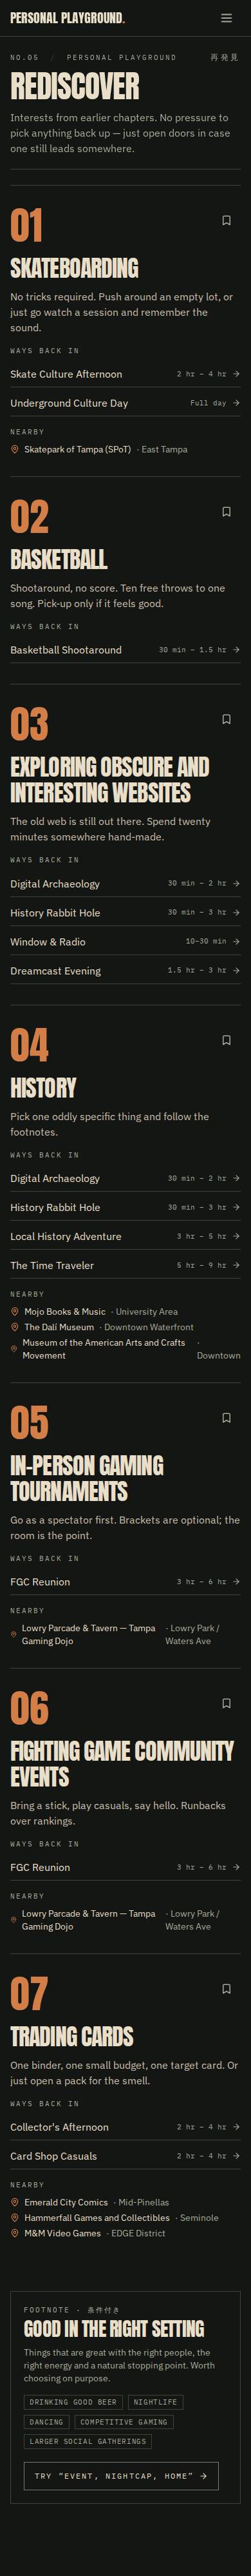 PERSONAL PLAYGROUND.
NO.05 / PERSONAL PLAYGROUND 再発見
REDISCOVER
Interests from earlier chapters. No pressure to
pick anything back up — just open doors in case
one still leads somewhere.
01
SKATEBOARDING
No tricks required. Push around an empty lot, or
just go watch a session and remember the
sound.
WAYS BACK IN
Skate Culture Afternoon 2 hr – 4 hr →
Underground Culture Day Full day →
NEARBY
Skatepark of Tampa (SPoT) · East Tampa
02
BASKETBALL
Shootaround, no score. Ten free throws to one
song. Pick-up only if it feels good.
WAYS BACK IN
Basketball Shootaround 30 min – 1.5 hr →
03
EXPLORING OBSCURE AND
INTERESTING WEBSITES
The old web is still out there. Spend twenty
minutes somewhere hand-made.
WAYS BACK IN
Digital Archaeology 30 min – 2 hr →
History Rabbit Hole 30 min – 3 hr →
Window & Radio 10–30 min →
Dreamcast Evening 1.5 hr – 3 hr →
04
HISTORY
Pick one oddly specific thing and follow the
footnotes.
WAYS BACK IN
Digital Archaeology 30 min – 2 hr →
History Rabbit Hole 30 min – 3 hr →
Local History Adventure 3 hr – 5 hr →
The Time Traveler 5 hr – 9 hr →
NEARBY
Mojo Books & Music · University Area
The Dalí Museum · Downtown Waterfront
Museum of the American Arts and Crafts ·
Movement Downtown
05
IN-PERSON GAMING
TOURNAMENTS
Go as a spectator first. Brackets are optional; the
room is the point.
WAYS BACK IN
FGC Reunion 3 hr – 6 hr →
NEARBY
Lowry Parcade & Tavern — Tampa · Lowry Park /
Gaming Dojo Waters Ave
06
FIGHTING GAME COMMUNITY
EVENTS
Bring a stick, play casuals, say hello. Runbacks
over rankings.
WAYS BACK IN
FGC Reunion 3 hr – 6 hr →
NEARBY
Lowry Parcade & Tavern — Tampa · Lowry Park /
Gaming Dojo Waters Ave
07
TRADING CARDS
One binder, one small budget, one target card. Or
just open a pack for the smell.
WAYS BACK IN
Collector's Afternoon 2 hr – 4 hr →
Card Shop Casuals 2 hr – 4 hr →
NEARBY
Emerald City Comics · Mid-Pinellas
Hammerfall Games and Collectibles · Seminole
M&M Video Games · EDGE District
FOOTNOTE · 条件付き
GOOD IN THE RIGHT SETTING
Things that are great with the right people, the
right energy and a natural stopping point. Worth
choosing on purpose.
DRINKING GOOD BEER NIGHTLIFE
DANCING COMPETITIVE GAMING
LARGER SOCIAL GATHERINGS
TRY “EVENT, NIGHTCAP, HOME” →